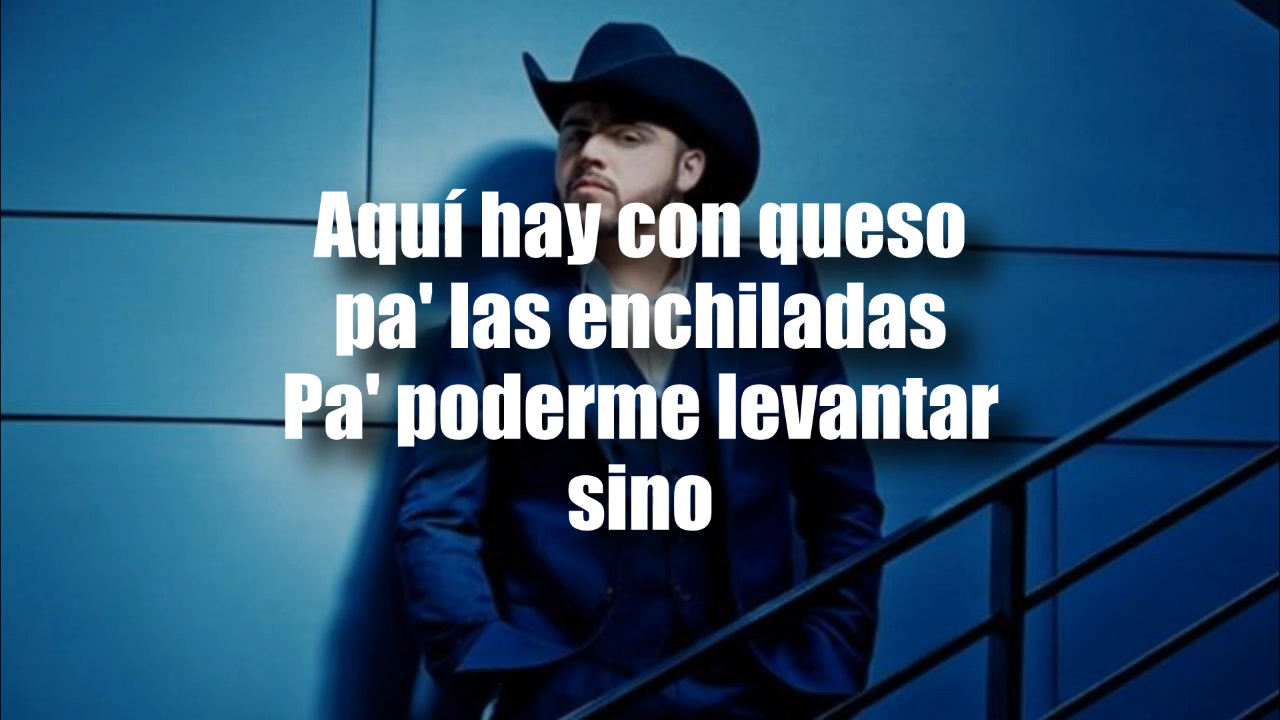 Aquí hay con queso
pa' las enchiladas
Pa' poderme levantar
sino